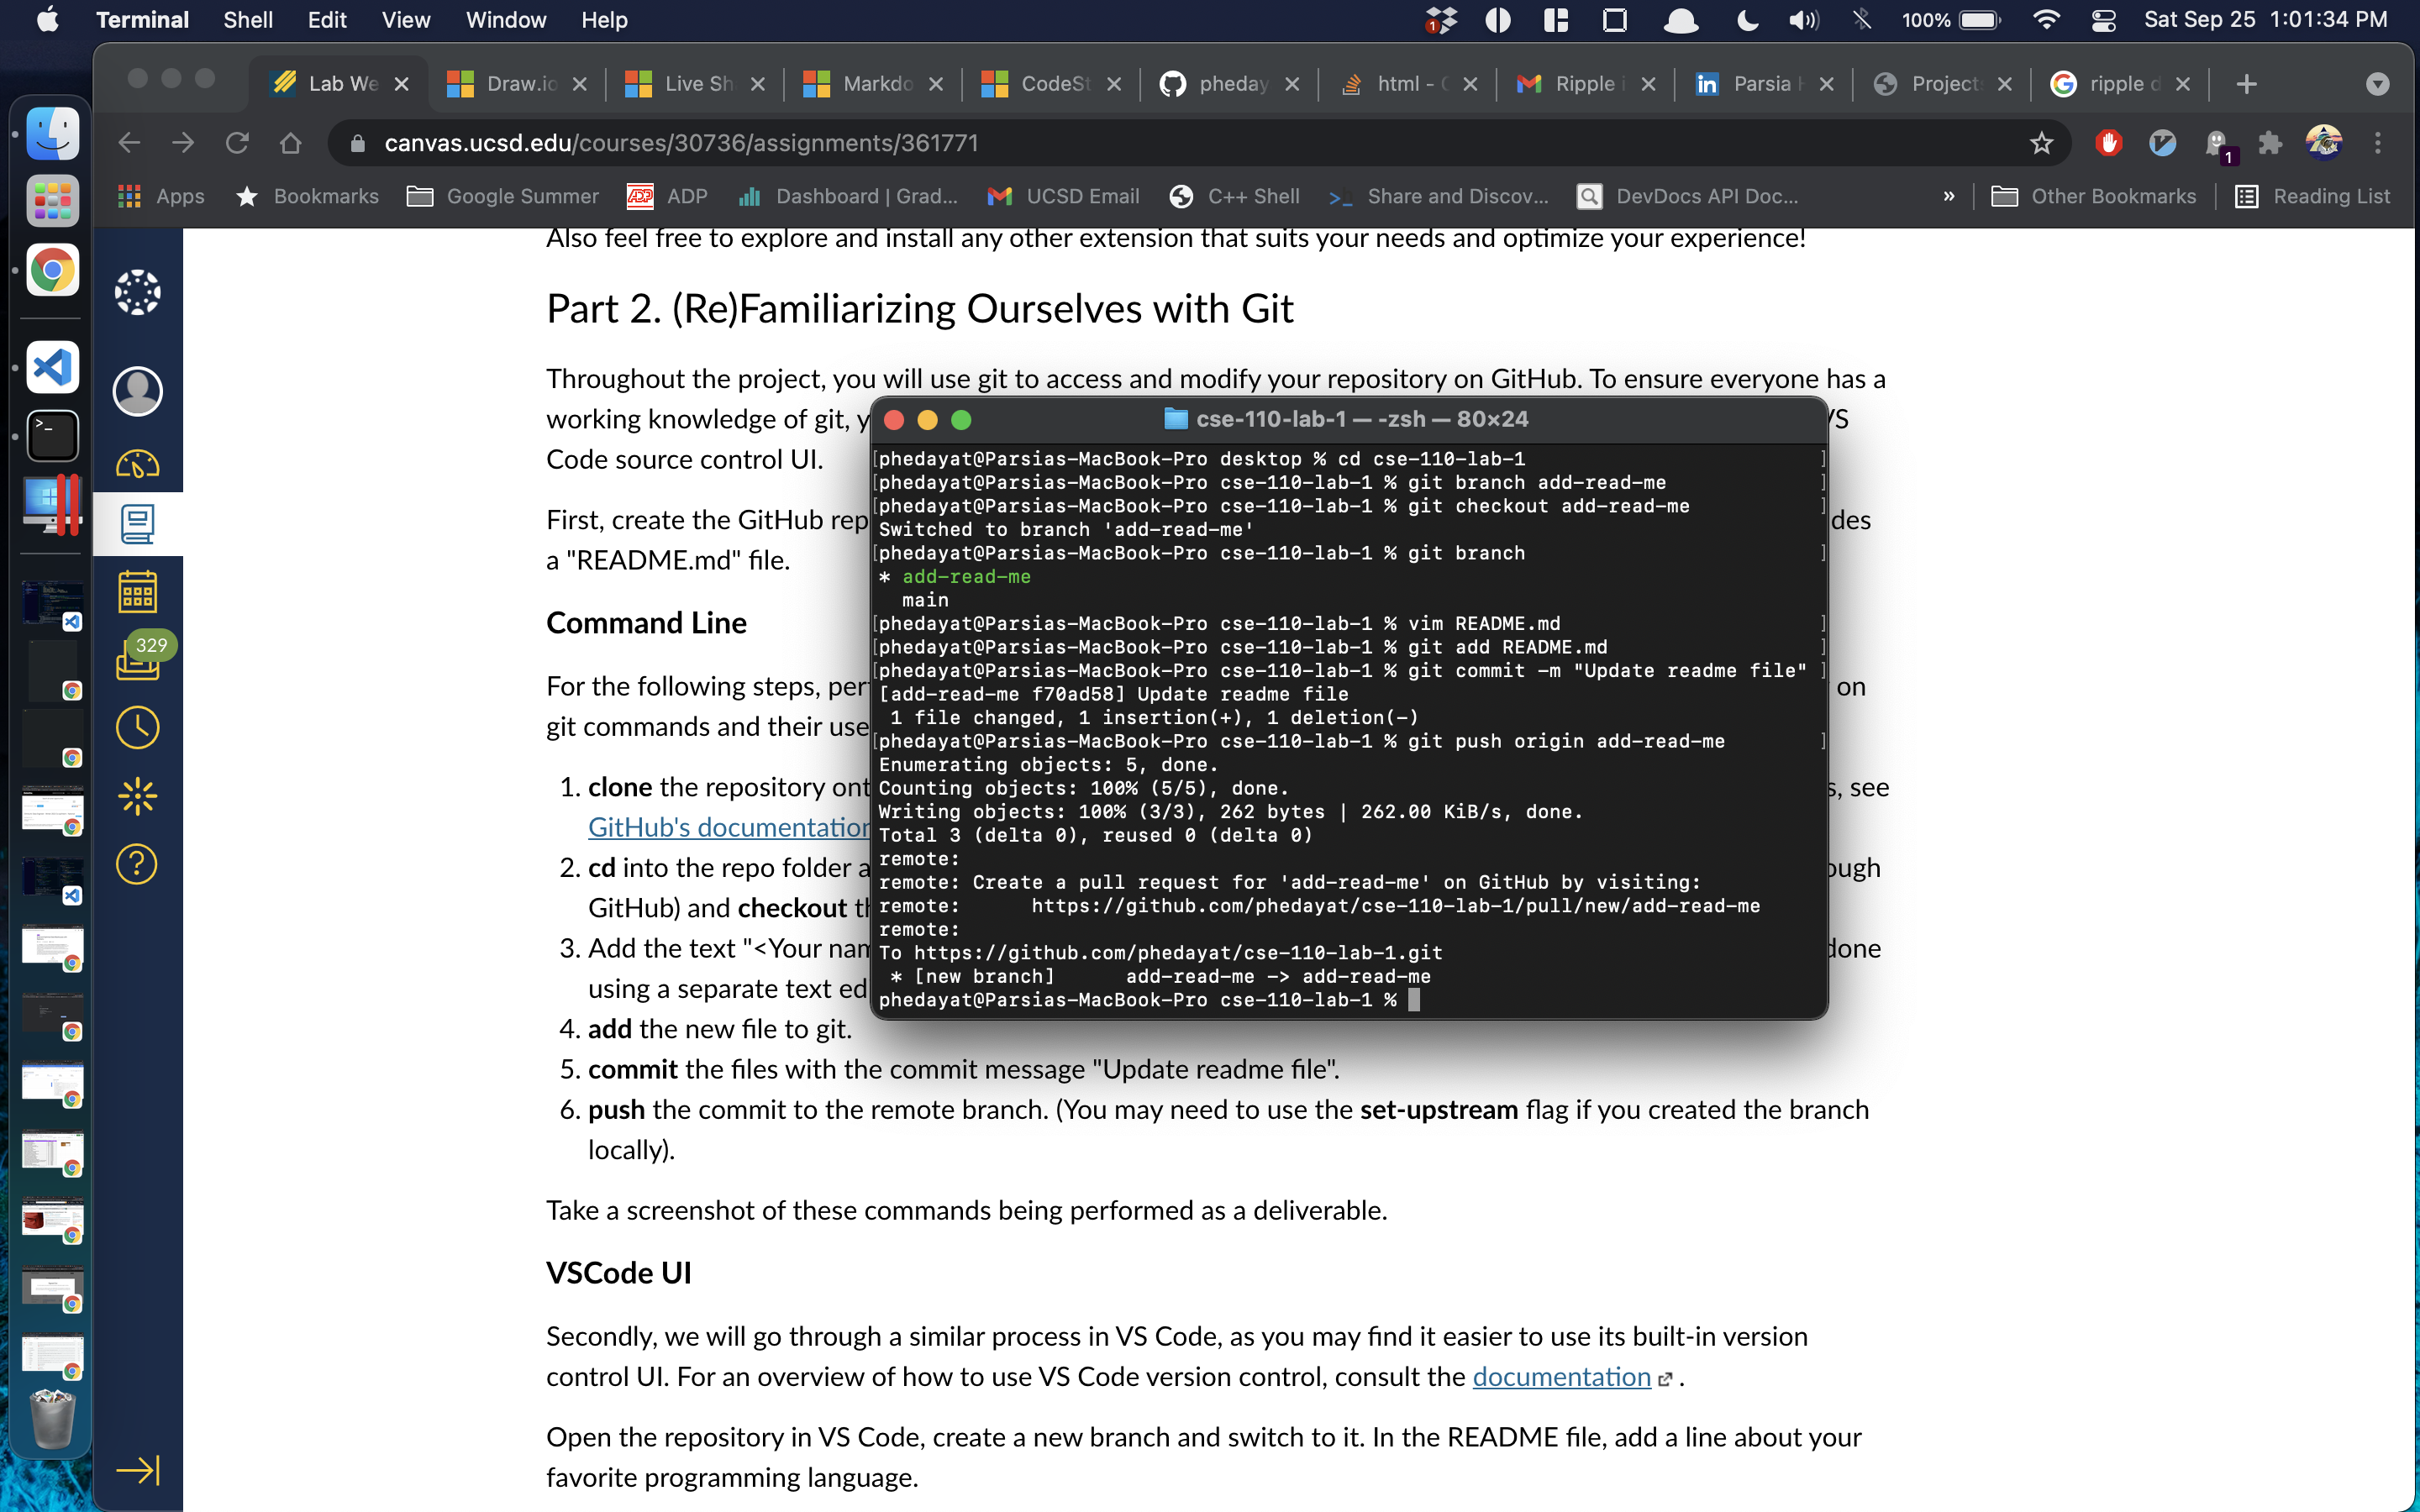 Terminal Shell Edit View Window Help 1 100% Sat Sep 25 1:01:34 PM
Lab We Draw.io Live Sh Markdo CodeSt pheday html - Ripple i Parsia H Project ripple d
canvas.ucsd.edu/courses/30736/assignments/361771 1
Apps Bookmarks Google Summer ADP ADP Dashboard | Grad... UCSD Email C++ Shell Share and Discov... DevDocs API Doc... » Other Bookmarks Reading List
Also feel free to explore and install any other extension that suits your needs and optimize your experience!
Part 2. (Re)Familiarizing Ourselves with Git
Throughout the project, you will use git to access and modify your repository on GitHub. To ensure everyone has a
working knowledge of git, y
VS
Code source control UI.
First, create the GitHub rep
des
a "README.md" file.
Command Line
For the following steps, per
on
git commands and their use
1. clone the repository ont
s, see
GitHub's documentation
2. cd into the repo folder a
ough
GitHub) and checkout th
3. Add the text "<Your nam
done
using a separate text ed
4. add the new file to git.
5. commit the files with the commit message "Update readme file".
6. push the commit to the remote branch. (You may need to use the set-upstream flag if you created the branch
locally).
Take a screenshot of these commands being performed as a deliverable.
VSCode UI
Secondly, we will go through a similar process in VS Code, as you may find it easier to use its built-in version
control UI. For an overview of how to use VS Code version control, consult the documentation .
Open the repository in VS Code, create a new branch and switch to it. In the README file, add a line about your
favorite programming language.
329
cse-110-lab-1 — -zsh — 80×24
[phedayat@Parsias-MacBook-Pro desktop % cd cse-110-lab-1 ]
[phedayat@Parsias-MacBook-Pro cse-110-lab-1 % git branch add-read-me ]
[phedayat@Parsias-MacBook-Pro cse-110-lab-1 % git checkout add-read-me ]
Switched to branch 'add-read-me'
[phedayat@Parsias-MacBook-Pro cse-110-lab-1 % git branch ]
* add-read-me
main
[phedayat@Parsias-MacBook-Pro cse-110-lab-1 % vim README.md ]
[phedayat@Parsias-MacBook-Pro cse-110-lab-1 % git add README.md ]
[phedayat@Parsias-MacBook-Pro cse-110-lab-1 % git commit -m "Update readme file" ]
[add-read-me f70ad58] Update readme file
1 file changed, 1 insertion(+), 1 deletion(-)
[phedayat@Parsias-MacBook-Pro cse-110-lab-1 % git push origin add-read-me ]
Enumerating objects: 5, done.
Counting objects: 100% (5/5), done.
Writing objects: 100% (3/3), 262 bytes | 262.00 KiB/s, done.
Total 3 (delta 0), reused 0 (delta 0)
remote:
remote: Create a pull request for 'add-read-me' on GitHub by visiting:
remote: https://github.com/phedayat/cse-110-lab-1/pull/new/add-read-me
remote:
To https://github.com/phedayat/cse-110-lab-1.git
* [new branch] add-read-me -> add-read-me
phedayat@Parsias-MacBook-Pro cse-110-lab-1 %